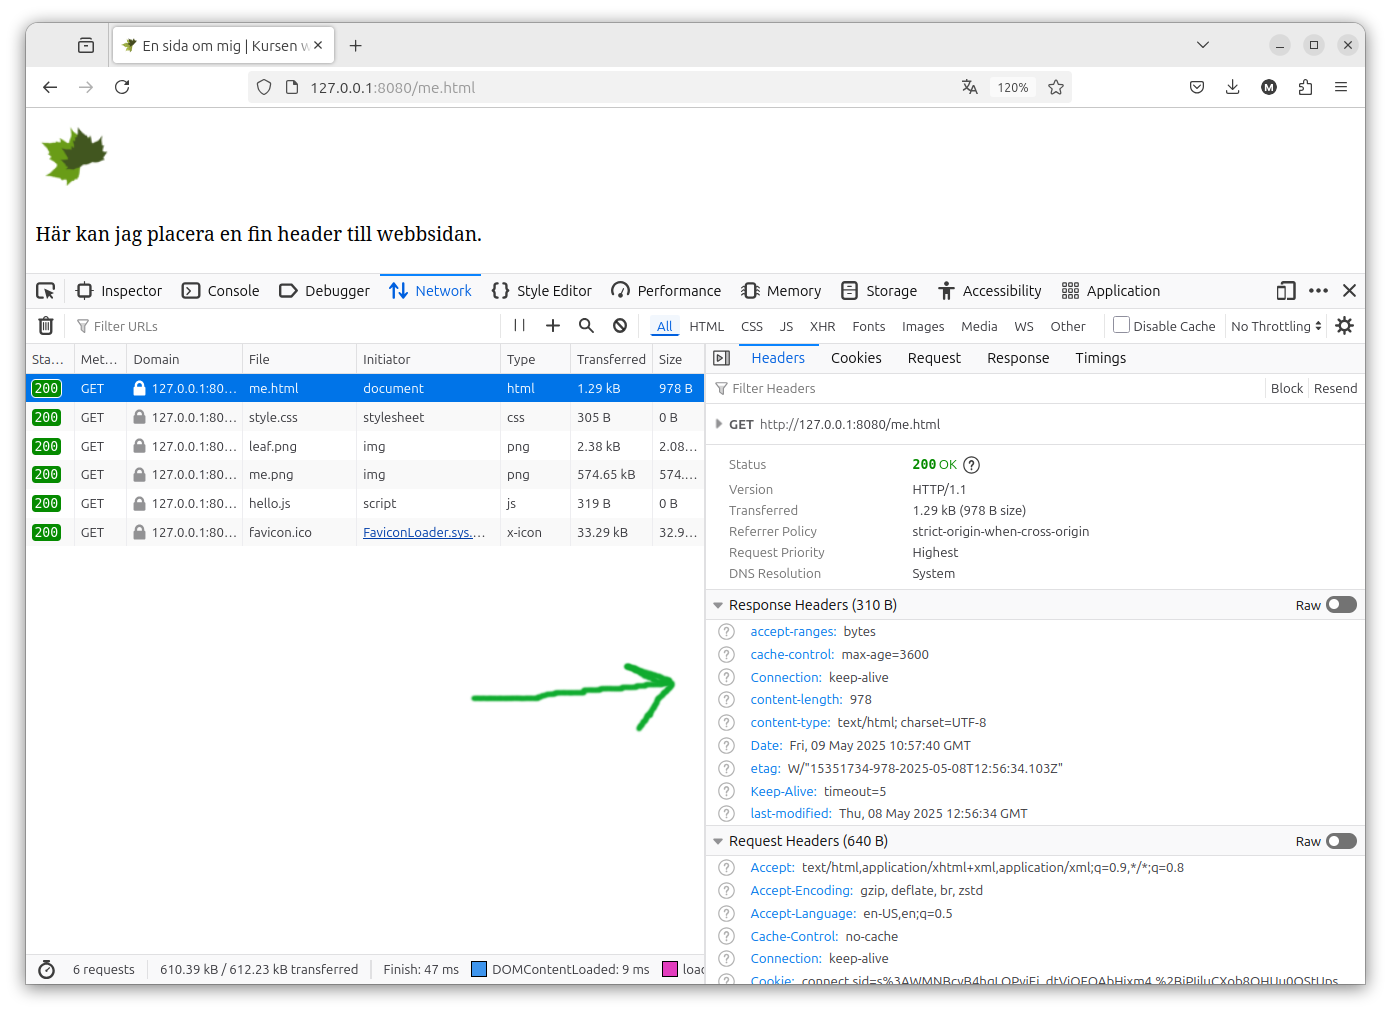 En sida om mig | Kursen w
127.0.0.1:8080/me.html
120%
M
Här kan jag placera en fin header till webbsidan.
Inspector Console Debugger Network Style Editor Performance Memory Storage Accessibility Application
Filter URLs All HTML CSS JS XHR Fonts Images Media WS Other Disable Cache No Throttling
Sta... Met... Domain File Initiator Type Transferred Size
200 GET 127.0.0.1:80... me.html document html 1.29 kB 978 B
200 GET 127.0.0.1:80... style.css stylesheet css 305 B 0 B
200 GET 127.0.0.1:80... leaf.png img png 2.38 kB 2.08...
200 GET 127.0.0.1:80... me.png img png 574.65 kB 574....
200 GET 127.0.0.1:80... hello.js script js 319 B 0 B
200 GET 127.0.0.1:80... favicon.ico FaviconLoader.sys.... x-icon 33.29 kB 32.9...
6 requests 610.39 kB / 612.23 kB transferred Finish: 47 ms DOMContentLoaded: 9 ms load
Headers Cookies Request Response Timings
Filter Headers Block Resend
GET http://127.0.0.1:8080/me.html
Status 200 OK
Version HTTP/1.1
Transferred 1.29 kB (978 B size)
Referrer Policy strict-origin-when-cross-origin
Request Priority Highest
DNS Resolution System
Response Headers (310 B) Raw
accept-ranges: bytes
cache-control: max-age=3600
Connection: keep-alive
content-length: 978
content-type: text/html; charset=UTF-8
Date: Fri, 09 May 2025 10:57:40 GMT
etag: W/"15351734-978-2025-05-08T12:56:34.103Z"
Keep-Alive: timeout=5
last-modified: Thu, 08 May 2025 12:56:34 GMT
Request Headers (640 B) Raw
Accept: text/html,application/xhtml+xml,application/xml;q=0.9,*/*;q=0.8
Accept-Encoding: gzip, deflate, br, zstd
Accept-Language: en-US,en;q=0.5
Cache-Control: no-cache
Connection: keep-alive
Cookie: